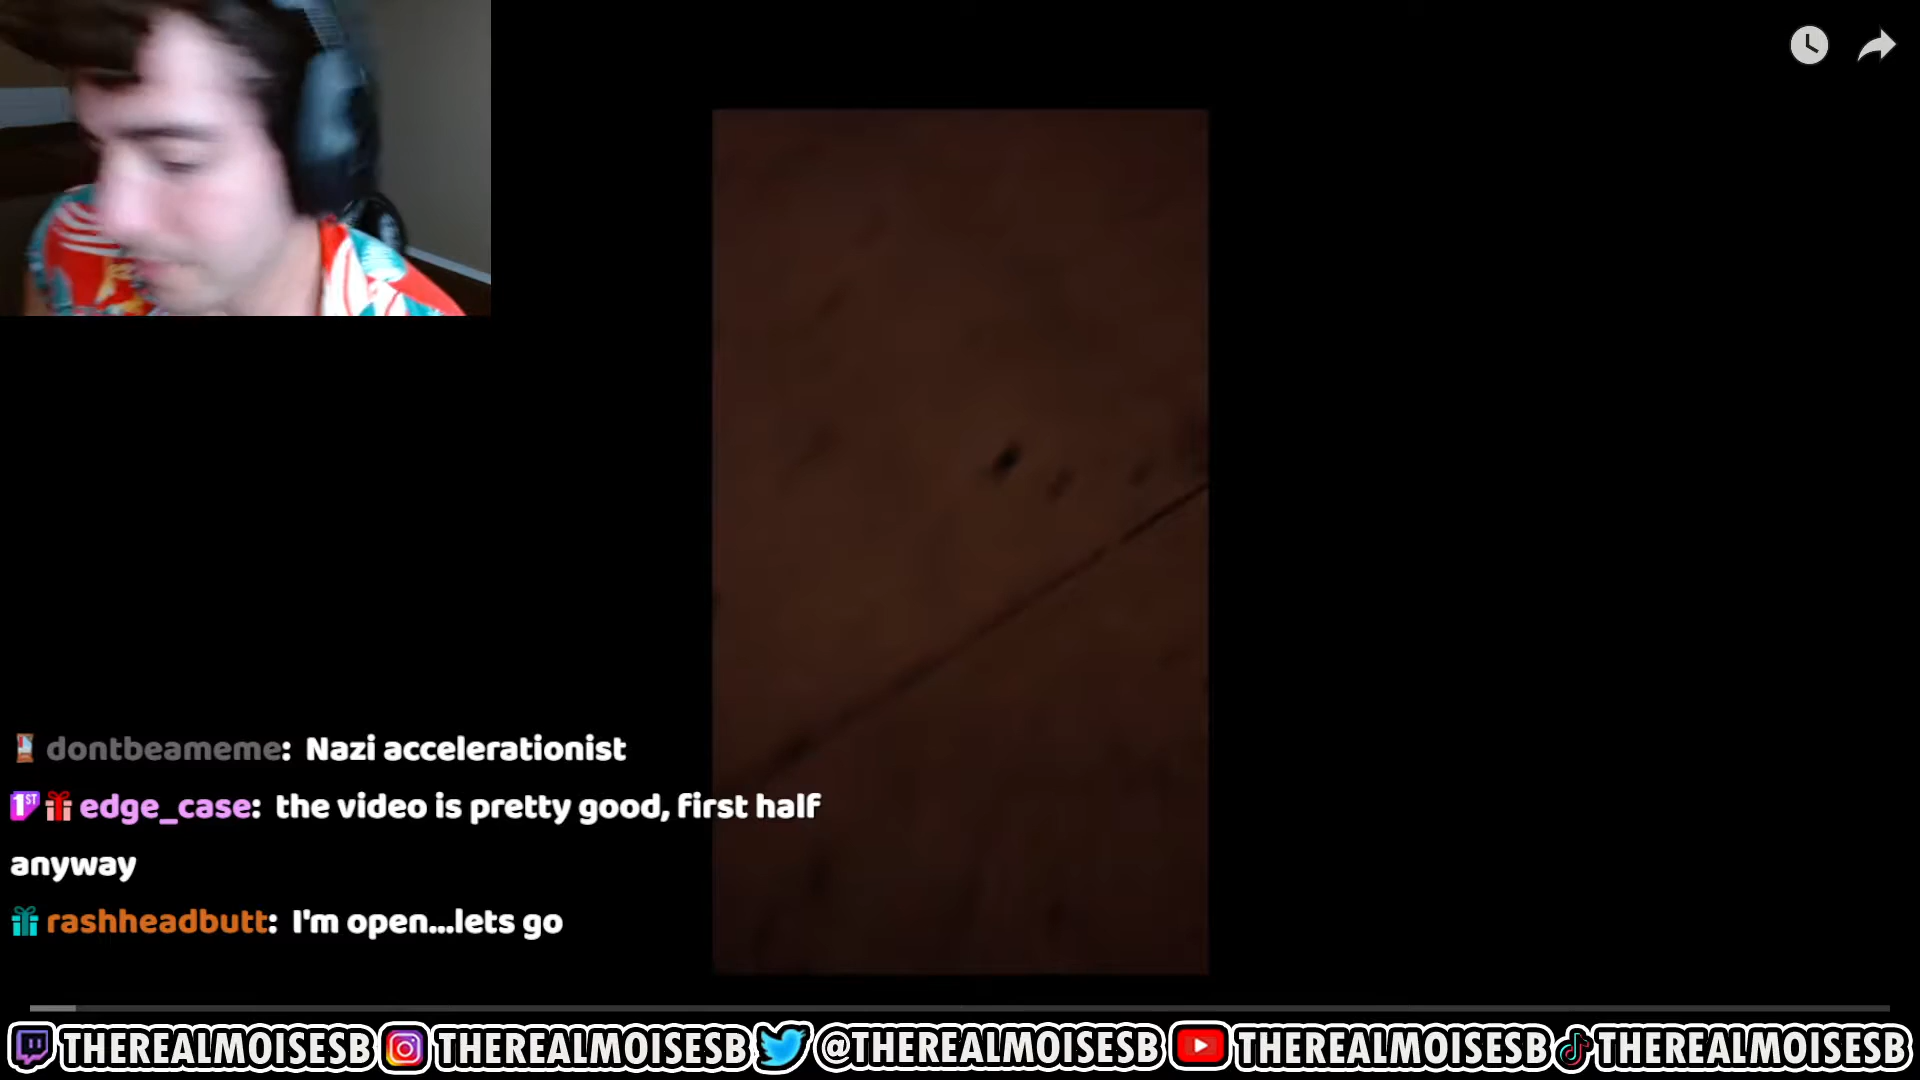 dontbeameme: Nazi accelerationist
1ST edge_case: the video is pretty good, first half
anyway
rashheadbutt: I'm open...lets go
THEREALMOISESB THEREALMOISESB @THEREALMOISESB THEREALMOISESB THEREALMOISESB